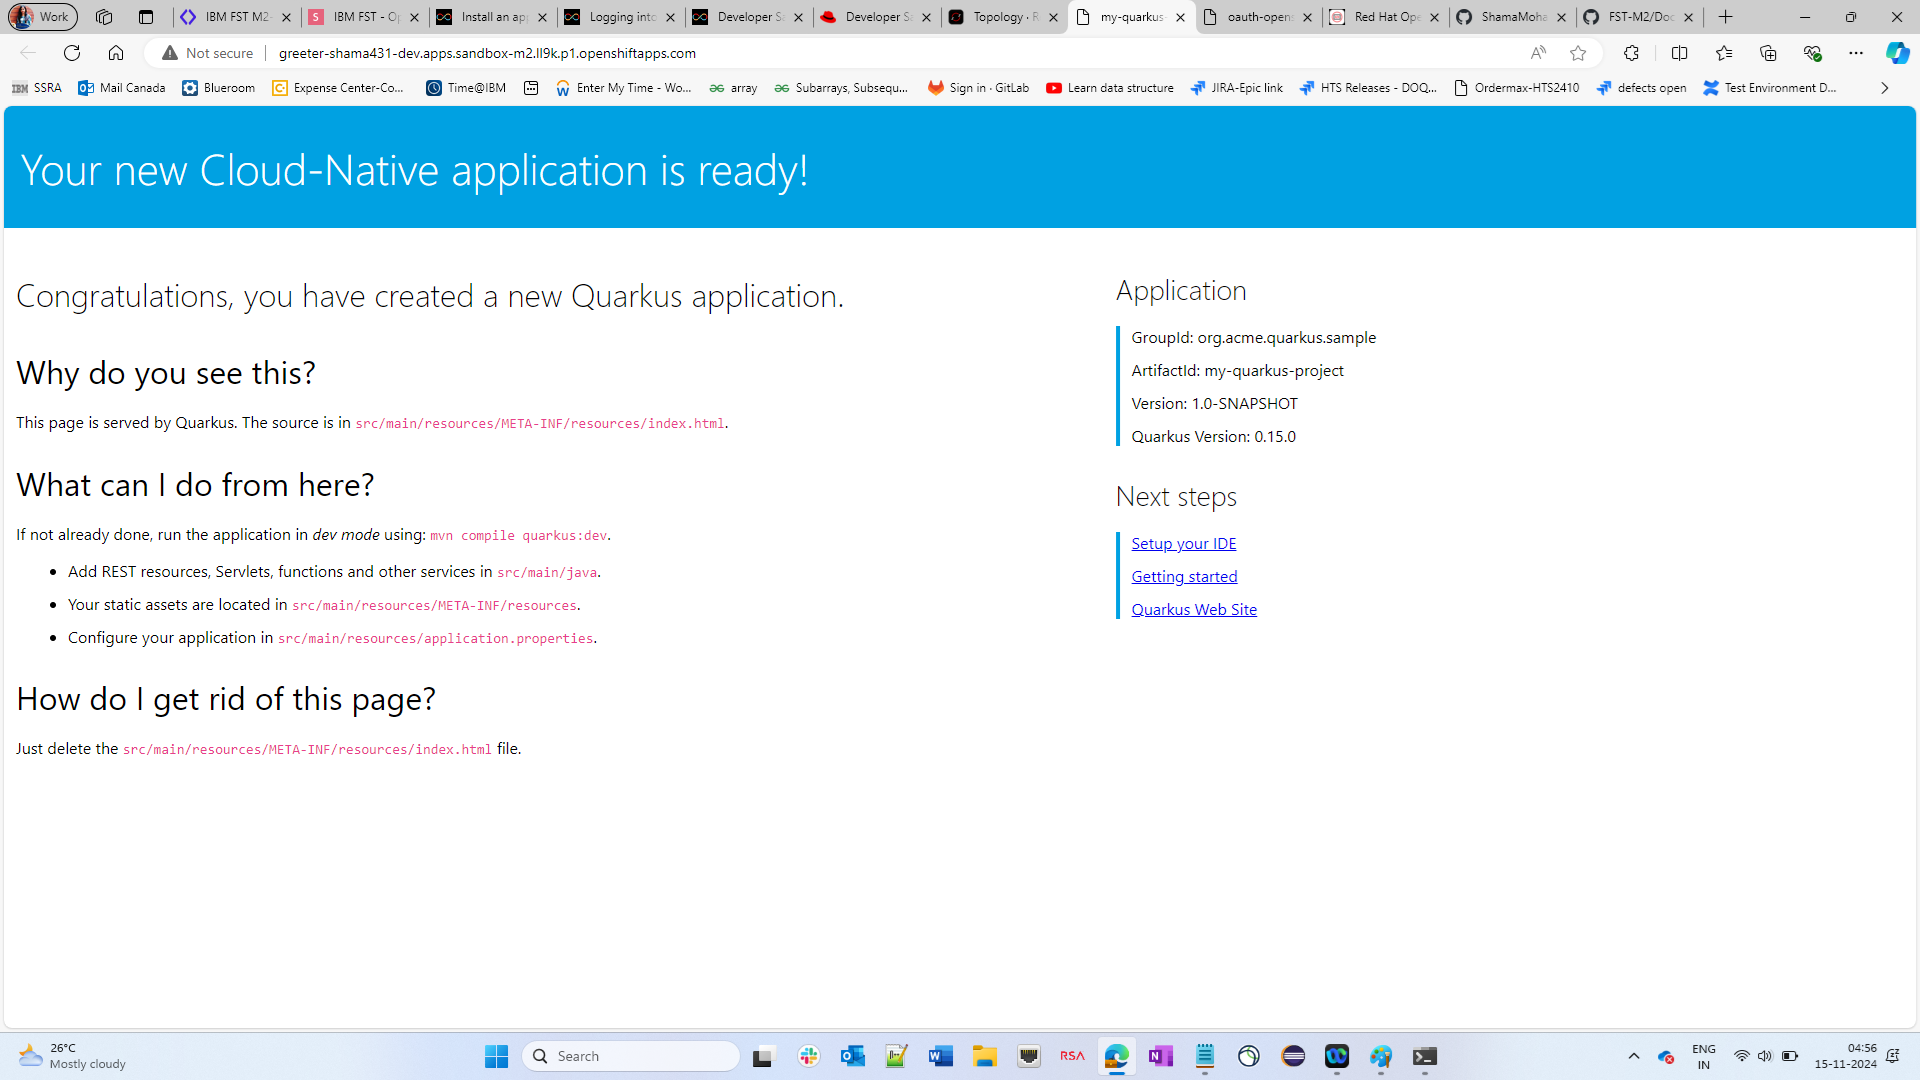 Work
IBM FST M2-
IBM FST - Op
Install an app
Logging into
Developer Sa
Developer Sa
Topology · R
my-quarkus-
oauth-opens
Red Hat Ope
ShamaMoha
FST-M2/Doc
Not secure
greeter-shama431-dev.apps.sandbox-m2.ll9k.p1.openshiftapps.com
IBM SSRA
Mail Canada
Blueroom
Expense Center-Co...
Time@IBM
Enter My Time - Wo...
array
Subarrays, Subsequ...
Sign in · GitLab
Learn data structure
JIRA-Epic link
HTS Releases - DOQ...
Ordermax-HTS2410
defects open
Test Environment D...
Your new Cloud-Native application is ready!
Congratulations, you have created a new Quarkus application.
Why do you see this?
This page is served by Quarkus. The source is in src/main/resources/META-INF/resources/index.html.
What can I do from here?
If not already done, run the application in dev mode using: mvn compile quarkus:dev.
• Add REST resources, Servlets, functions and other services in src/main/java.
• Your static assets are located in src/main/resources/META-INF/resources.
• Configure your application in src/main/resources/application.properties.
How do I get rid of this page?
Just delete the src/main/resources/META-INF/resources/index.html file.
Application
GroupId: org.acme.quarkus.sample
ArtifactId: my-quarkus-project
Version: 1.0-SNAPSHOT
Quarkus Version: 0.15.0
Next steps
Setup your IDE
Getting started
Quarkus Web Site
26°C
Mostly cloudy
Search
RSA
ENG
IN
04:56
15-11-2024